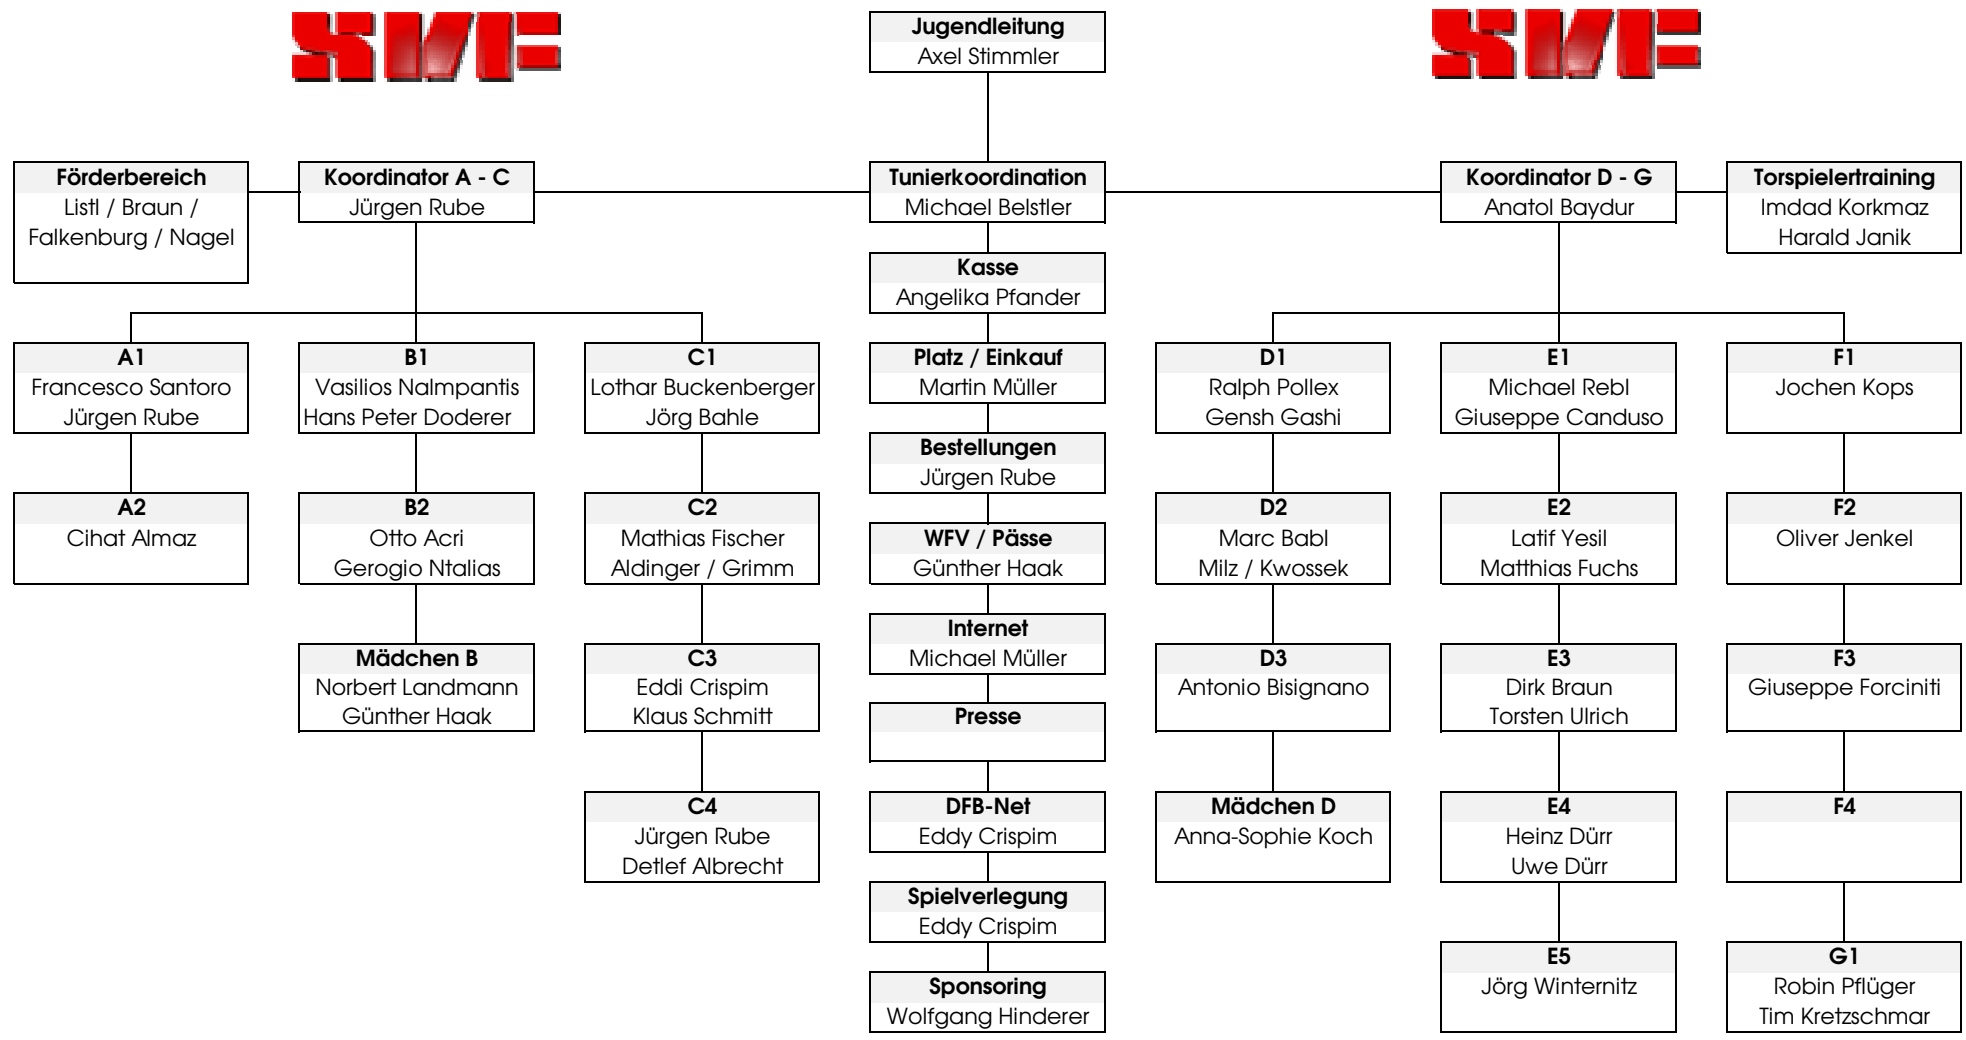 SVF
SVF
Jugendleitung
Axel Stimmler
Förderbereich
Listl / Braun /
Falkenburg / Nagel
Koordinator A - C
Jürgen Rube
Tunierkoordination
Michael Belstler
Koordinator D - G
Anatol Baydur
Torspielertraining
Imdad Korkmaz
Harald Janik
Kasse
Angelika Pfander
Platz / Einkauf
Martin Müller
Bestellungen
Jürgen Rube
WFV / Pässe
Günther Haak
Internet
Michael Müller
Presse
DFB-Net
Eddy Crispim
Spielverlegung
Eddy Crispim
Sponsoring
Wolfgang Hinderer
A1
Francesco Santoro
Jürgen Rube
A2
Cihat Almaz
B1
Vasilios Nalmpantis
Hans Peter Doderer
B2
Otto Acri
Gerogio Ntalias
Mädchen B
Norbert Landmann
Günther Haak
C1
Lothar Buckenberger
Jörg Bahle
C2
Mathias Fischer
Aldinger / Grimm
C3
Eddi Crispim
Klaus Schmitt
C4
Jürgen Rube
Detlef Albrecht
D1
Ralph Pollex
Gensh Gashi
D2
Marc Babl
Milz / Kwossek
D3
Antonio Bisignano
Mädchen D
Anna-Sophie Koch
E1
Michael Rebl
Giuseppe Canduso
E2
Latif Yesil
Matthias Fuchs
E3
Dirk Braun
Torsten Ulrich
E4
Heinz Dürr
Uwe Dürr
E5
Jörg Winternitz
F1
Jochen Kops
F2
Oliver Jenkel
F3
Giuseppe Forciniti
F4
G1
Robin Pflüger
Tim Kretzschmar